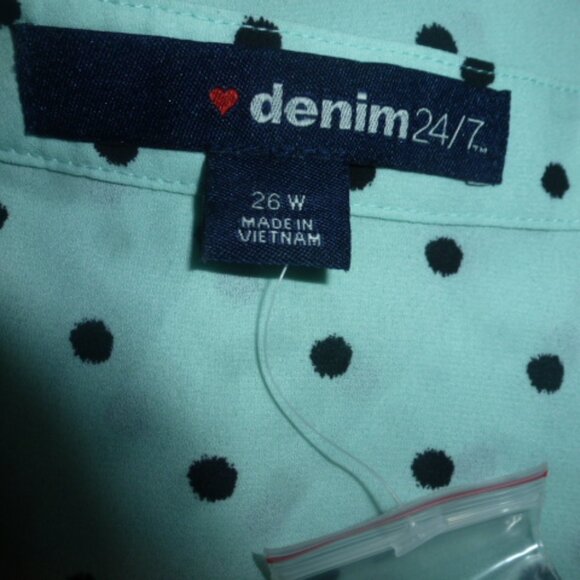 denim24/7™
26 W
MADE IN
VIETNAM